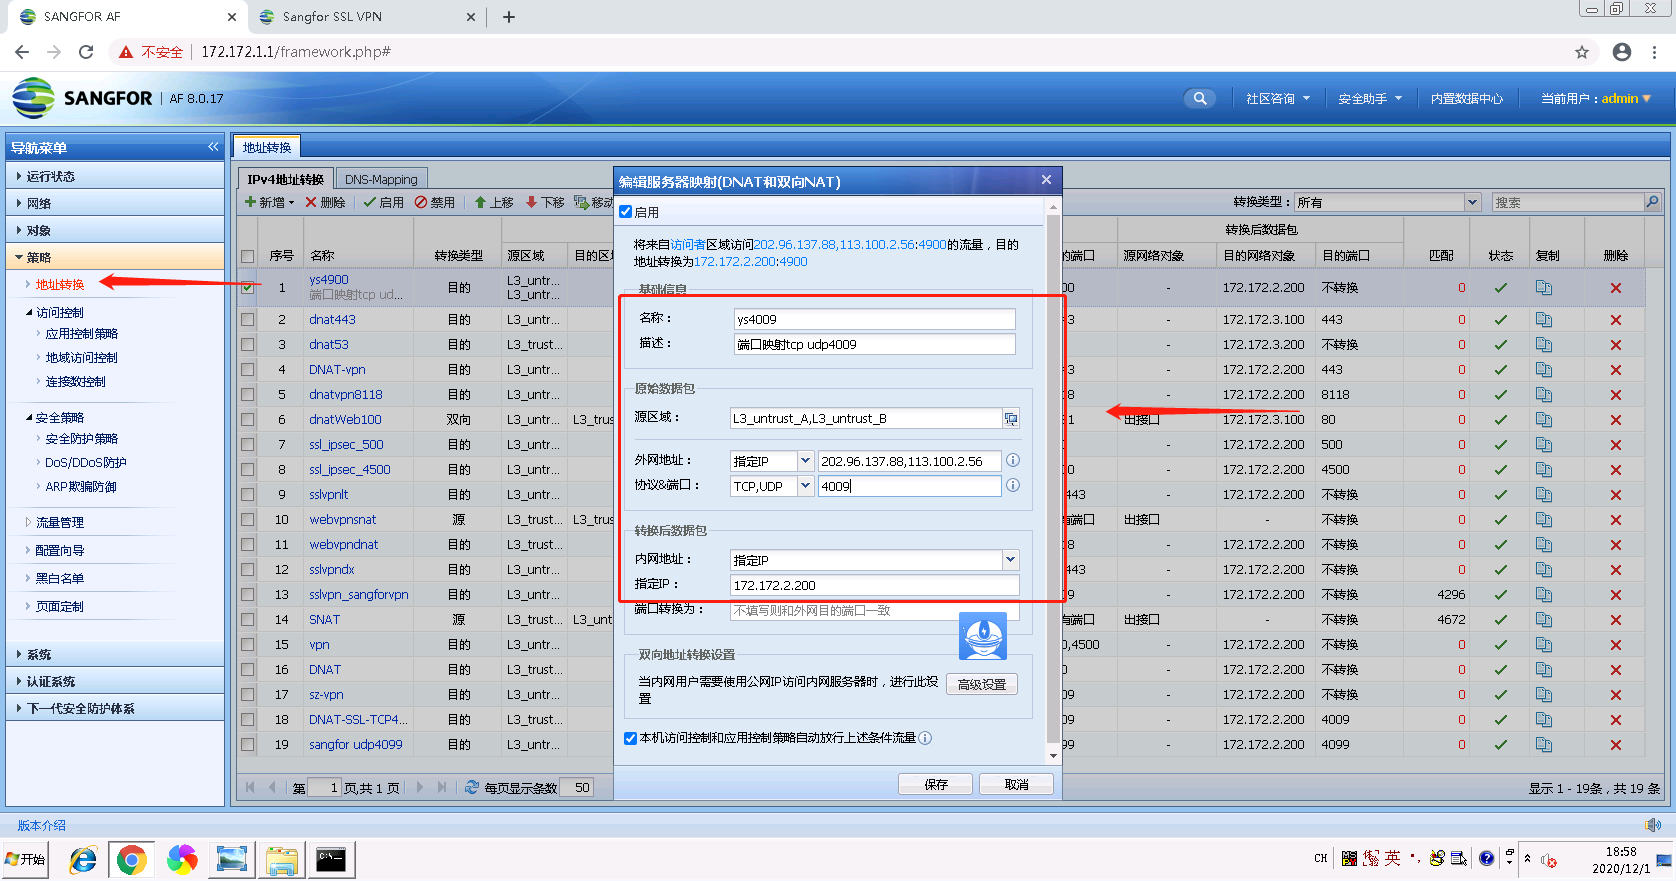 SANGFOR AF
Sangfor SSL VPN
不安全
172.172.1.1/framework.php#
SANGFOR
AF 8.0.17
社区咨询
安全助手
内置数据中心
当前用户：admin
导航菜单
运行状态
网络
对象
策略
地址转换
访问控制
应用控制策略
地域访问控制
连接数控制
安全策略
安全防护策略
DoS/DDoS防护
ARP欺骗防御
流量管理
配置向导
黑白名单
页面定制
系统
认证系统
下一代安全防护体系
地址转换
IPv4地址转换 DNS-Mapping
新增 删除 启用 禁用 上移 下移 移动
转换类型： 所有 搜索
转换后数据包
序号 名称 转换类型 源区域 目的区 的端口 源网络对象 目的网络对象 目的端口 匹配 状态 复制 删除
1 ys4900 端口映射tcp ud... 目的 L3_untr... L3_untr... 00 - 172.172.2.200 不转换 0
2 dnat443 目的 L3_untr... 3 - 172.172.3.100 443 0
3 dnat53 目的 L3_trust... - 172.172.3.200 不转换 0
4 DNAT-vpn 目的 L3_untr... 3 - 172.172.2.200 443 0
5 dnatvpn8118 目的 L3_untr... 8 - 172.172.2.200 8118 0
6 dnatWeb100 双向 L3_untr... L3_trus 1 出接口 172.172.3.100 80 0
7 ssl_ipsec_500 目的 L3_untr... - 172.172.2.200 500 0
8 ssl_ipsec_4500 目的 L3_untr... 00 - 172.172.2.200 4500 0
9 sslvpnlt 目的 L3_untr... 443 - 172.172.2.200 不转换 0
10 webvpnsnat 源 L3_trust... L3_trus 有端口 出接口 - 不转换 0
11 webvpndnat 目的 L3_untr... 8 - 172.172.2.200 不转换 0
12 sslvpndx 目的 L3_untr... 443 - 172.172.2.200 不转换 0
13 sslvpn_sangforvpn 目的 L3_untr... 09 - 172.172.2.200 不转换 4296
14 SNAT 源 L3_trust... L3_unt 有端口 出接口 - 不转换 4672
15 vpn 目的 L3_untr... 0,4500 - 172.172.2.200 不转换 0
16 DNAT 目的 L3_trust... 0 - 172.172.2.200 不转换 0
17 sz-vpn 目的 L3_untr... 09 - 172.172.2.200 不转换 0
18 DNAT-SSL-TCP4... 目的 L3_trust... 09 - 172.172.2.200 4009 0
19 sangfor udp4099 目的 L3_untr... 99 - 172.172.2.200 4099 0
第 1 页,共 1 页 每页显示条数 50
显示 1 - 19条，共 19 条
编辑服务器映射(DNAT和双向NAT)
启用
将来自访问者区域访问202.96.137.88,113.100.2.56:4900的流量，目的
地址转换为172.172.2.200:4900
基础信息
名称： ys4009
描述： 端口映射tcp udp4009
原始数据包
源区域： L3_untrust_A,L3_untrust_B
外网地址： 指定IP 202.96.137.88,113.100.2.56
协议&端口： TCP,UDP 4009
转换后数据包
内网地址： 指定IP
指定IP： 172.172.2.200
端口转换为： 不填写则和外网目的端口一致
双向地址转换设置
当内网用户需要使用公网IP访问内网服务器时，进行此设
置
高级设置
本机访问控制和应用控制策略自动放行上述条件流量
保存 取消
版本介绍
开始
C:\_
CH
英
18:58
2020/12/1